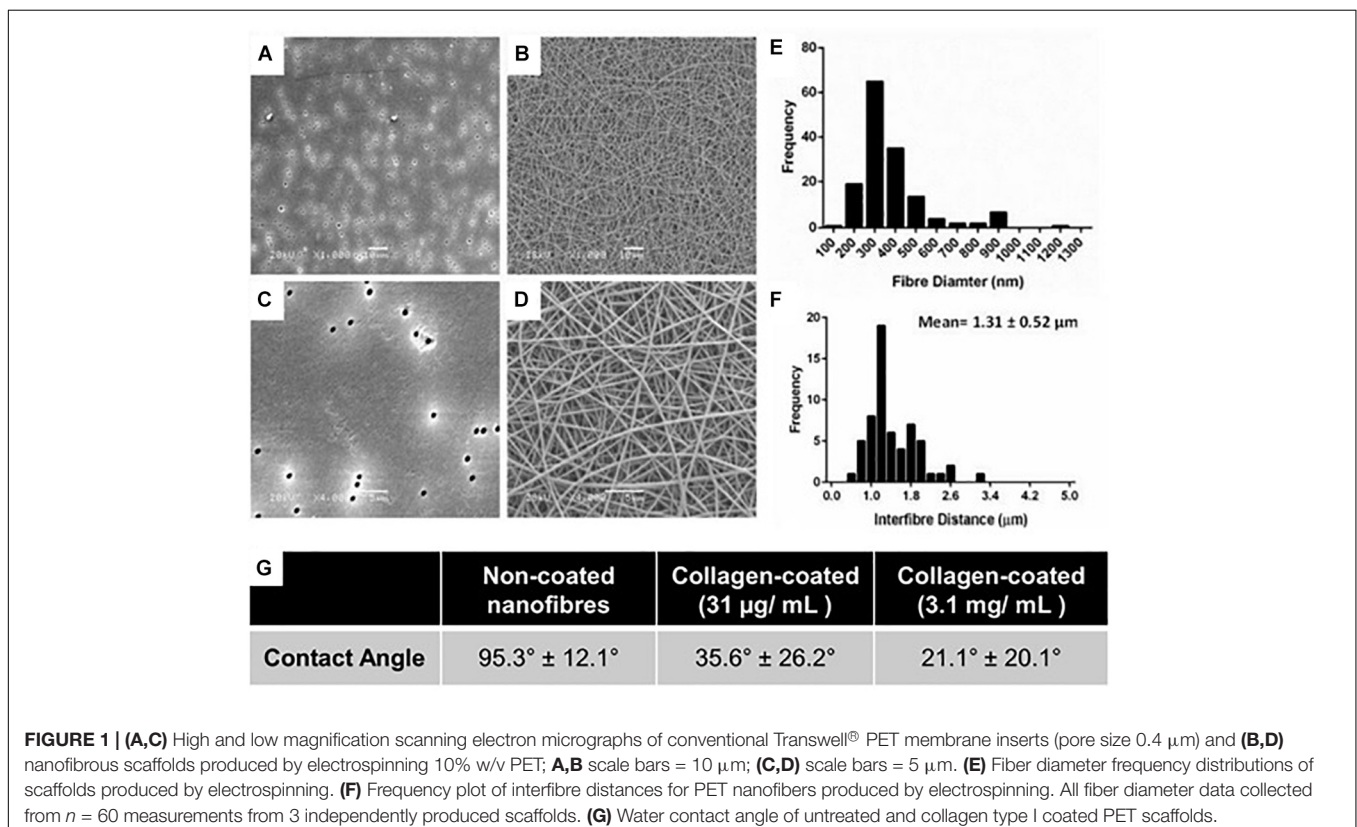 A
B
20kV X1,000 10µm
10µm
C
D
X4,000 5µm
E
80
60
40
20
0
Frequency
100
200
300
400
500
600
700
800
900
1000
1100
1200
1300
Fibre Diamter (nm)
F
Mean= 1.31 ± 0.52 µm
20
15
10
5
0
Frequency
0.0 1.0 1.8 2.6 3.4 4.2 5.0
Interfibre Distance (µm)
G
Non-coated nanofibres
Collagen-coated (31 µg/ mL )
Collagen-coated (3.1 mg/ mL )
Contact Angle 95.3° ± 12.1° 35.6° ± 26.2° 21.1° ± 20.1°
FIGURE 1 | (A,C) High and low magnification scanning electron micrographs of conventional Transwell® PET membrane inserts (pore size 0.4 µm) and (B,D)
nanofibrous scaffolds produced by electrospinning 10% w/v PET; A,B scale bars = 10 µm; (C,D) scale bars = 5 µm. (E) Fiber diameter frequency distributions of
scaffolds produced by electrospinning. (F) Frequency plot of interfibre distances for PET nanofibers produced by electrospinning. All fiber diameter data collected
from n = 60 measurements from 3 independently produced scaffolds. (G) Water contact angle of untreated and collagen type I coated PET scaffolds.